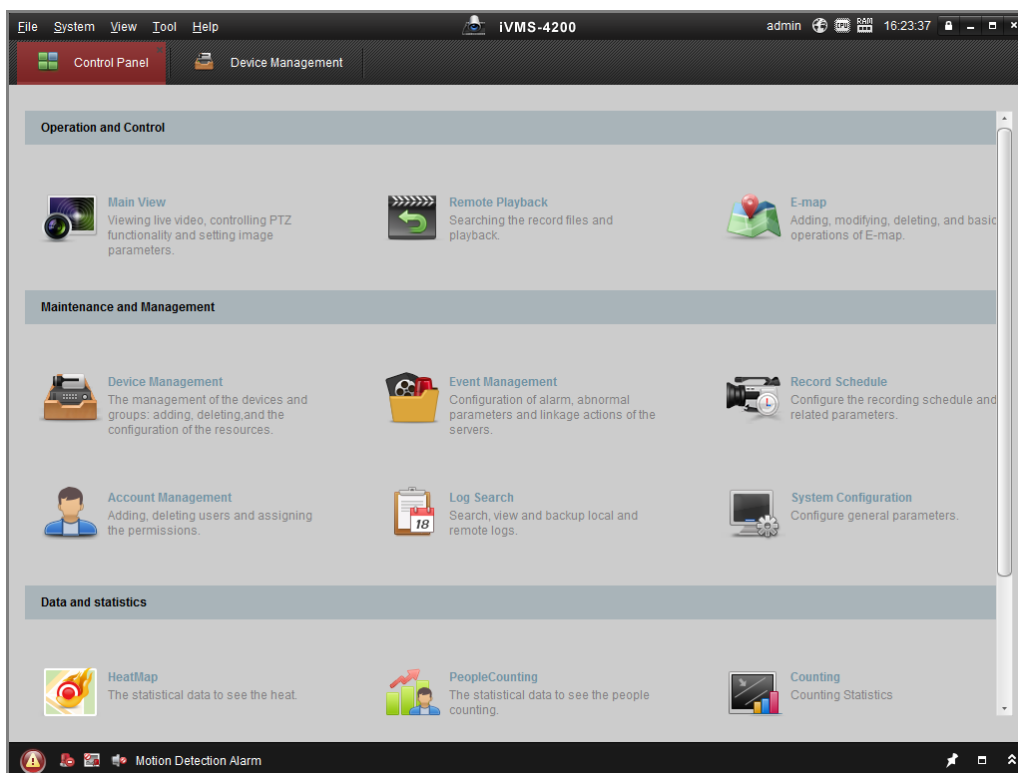 File System View Tool Help
iVMS-4200
admin CPU RAM 16:23:37
Control Panel
Device Management
Operation and Control
Main View
Viewing live video, controlling PTZ
functionality and setting image
parameters.
Remote Playback
Searching the record files and
playback.
E-map
Adding, modifying, deleting, and basic
operations of E-map.
Maintenance and Management
Device Management
The management of the devices and
groups: adding, deleting,and the
configuration of the resources.
Event Management
Configuration of alarm, abnormal
parameters and linkage actions of the
servers.
Record Schedule
Configure the recording schedule and
related parameters.
Account Management
Adding, deleting users and assigning
the permissions.
18
Log Search
Search, view and backup local and
remote logs.
System Configuration
Configure general parameters.
Data and statistics
HeatMap
The statistical data to see the heat.
PeopleCounting
The statistical data to see the people
counting.
Counting
Counting Statistics
Motion Detection Alarm